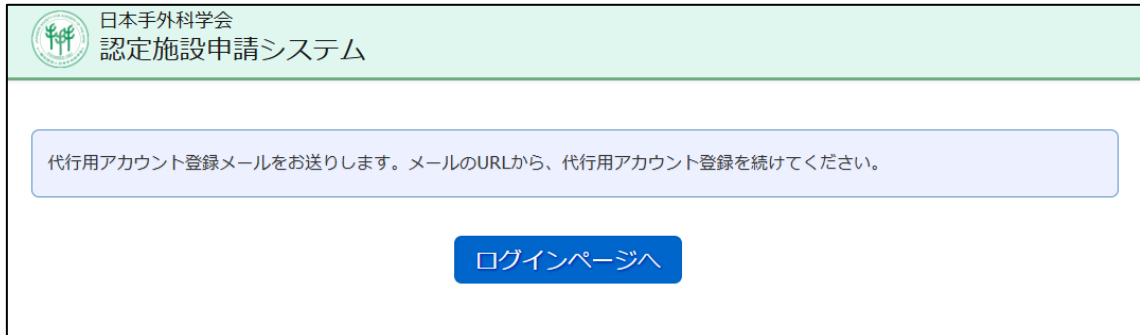 日本手外科学会
認定施設申請システム
代行用アカウント登録メールをお送りします。メールのURLから、代行用アカウント登録を続けてください。
ログインページへ